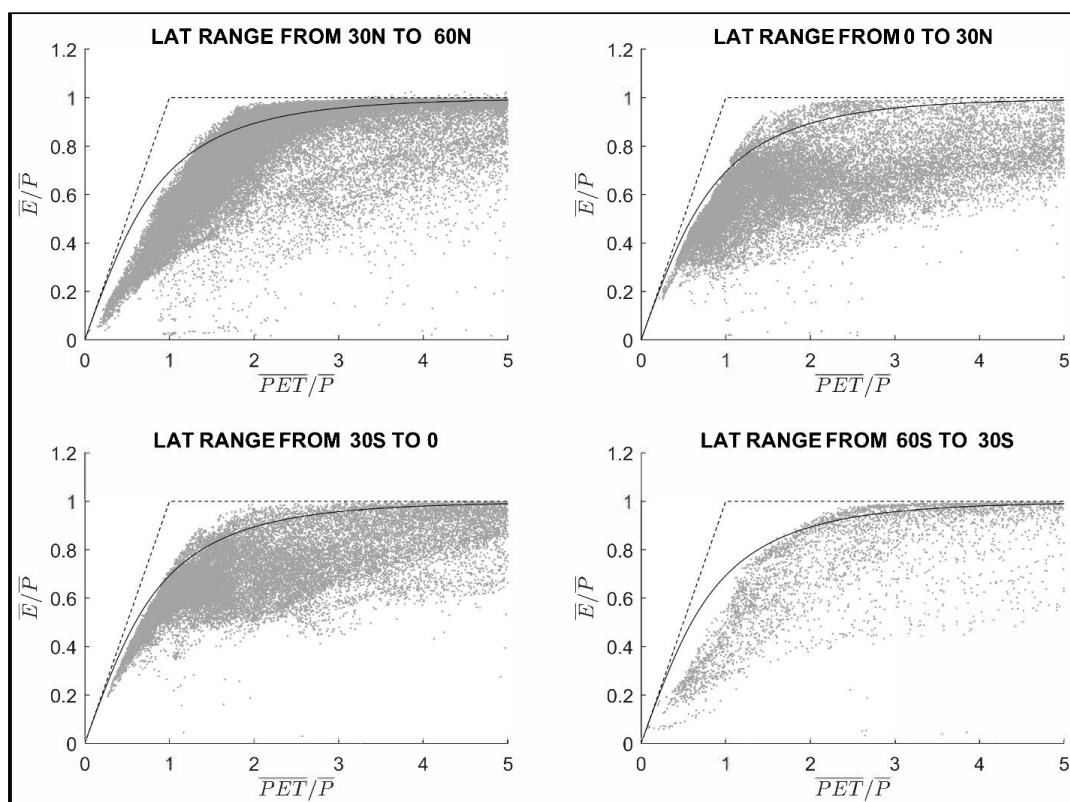 LAT RANGE FROM 30N TO 60N
1.2
1
0.8
0.6
0.4
0.2
0
E/P
0 1 2 3 4 5
PET/P
LAT RANGE FROM 0 TO 30N
1.2
1
0.8
0.6
0.4
0.2
0
E/P
0 1 2 3 4 5
PET/P
LAT RANGE FROM 30S TO 0
1.2
1
0.8
0.6
0.4
0.2
0
E/P
0 1 2 3 4 5
PET/P
LAT RANGE FROM 60S TO 30S
1.2
1
0.8
0.6
0.4
0.2
0
E/P
0 1 2 3 4 5
PET/P